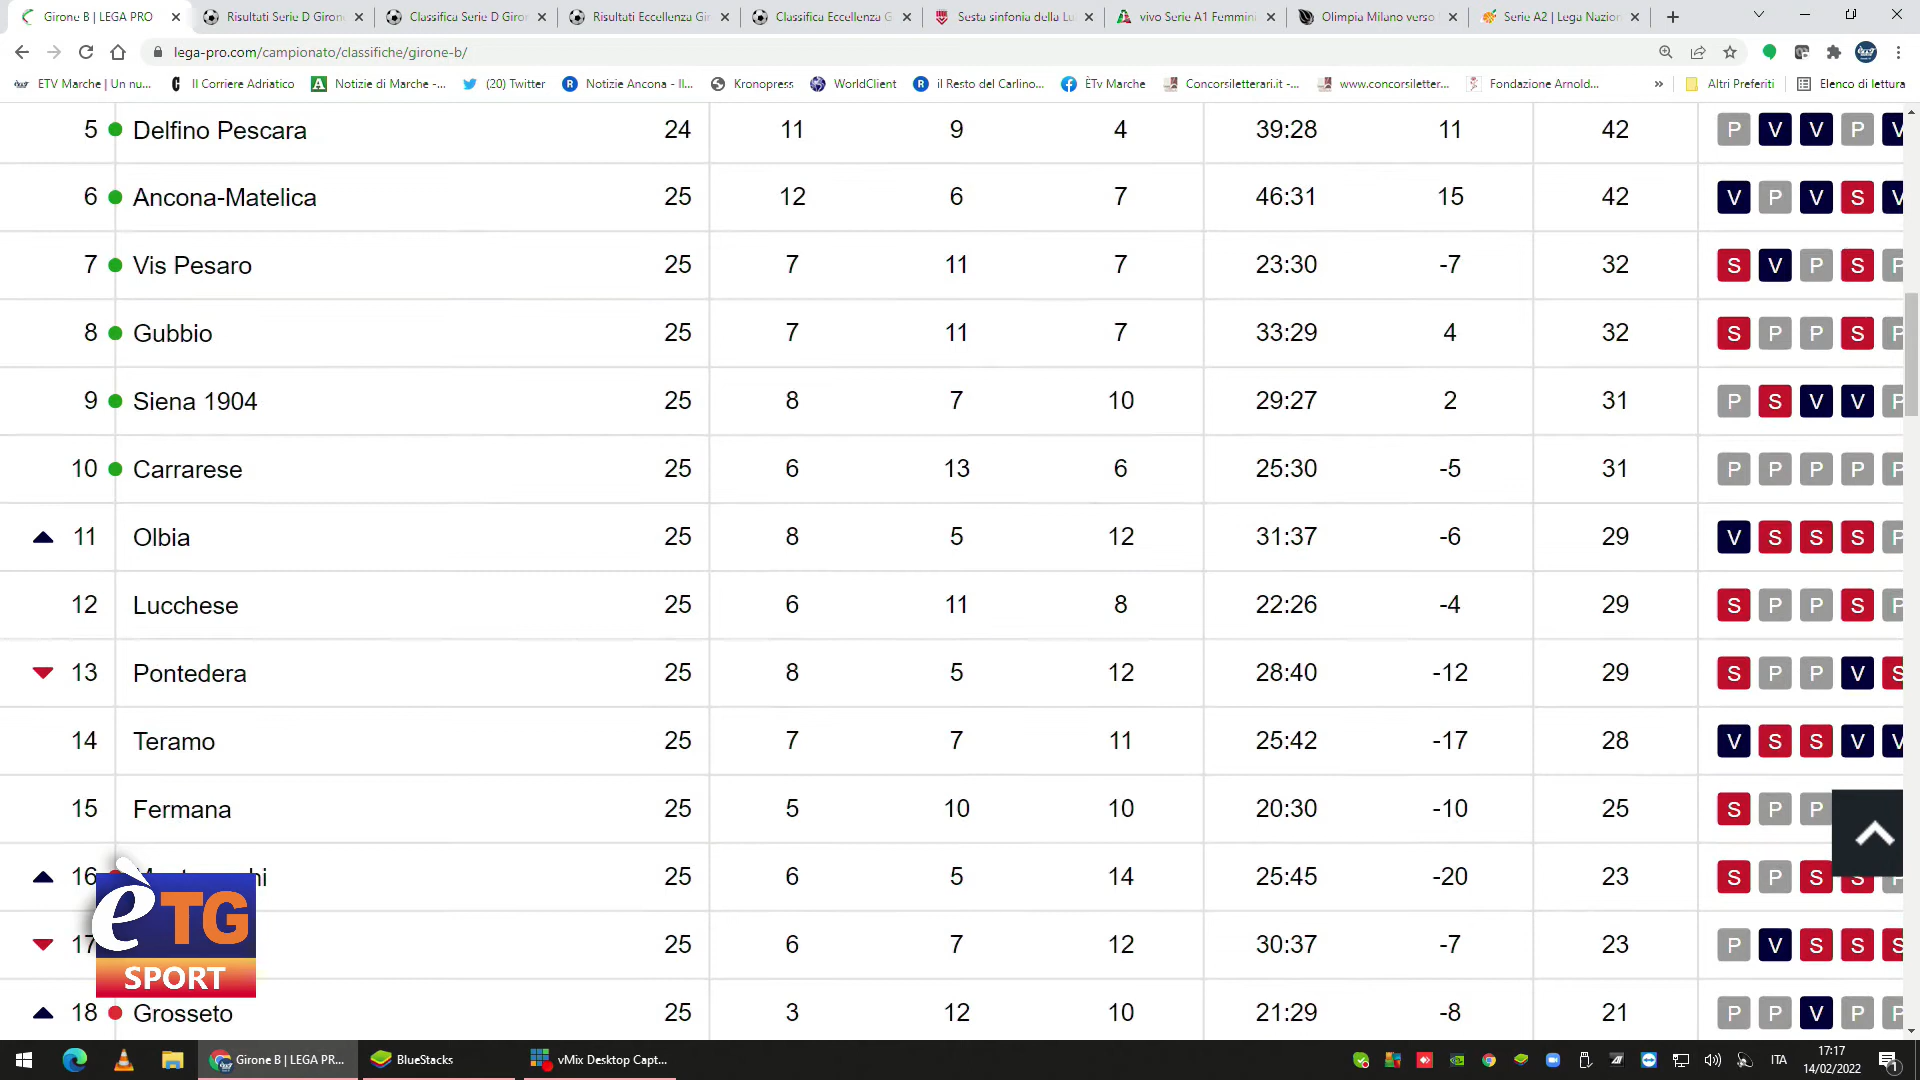 Girone B | LEGA PRO
Risultati Serie D Giron
Classifica Serie D Giron
Risultati Eccellenza Gir
Classifica Eccellenza G
Sesta sinfonia della Lu
vivo Serie A1 Femmini
Olimpia Milano verso
Serie A2 | Lega Nazion
lega-pro.com/campionato/classifiche/girone-b/
ETV Marche | Un nu...
Il Corriere Adriatico
Notizie di Marche -...
(20) Twitter
Notizie Ancona - Il...
Kronopress
WorldClient
il Resto del Carlino...
ÈTv Marche
Concorsiletterari.it -...
www.concorsiletter...
Fondazione Arnold...
»
Altri Preferiti
Elenco di lettura
5 Delfino Pescara 24 11 9 4 39:28 11 42 P V V P V
6 Ancona-Matelica 25 12 6 7 46:31 15 42 V P V S V
7 Vis Pesaro 25 7 11 7 23:30 -7 32 S V P S P
8 Gubbio 25 7 11 7 33:29 4 32 S P P S P
9 Siena 1904 25 8 7 10 29:27 2 31 P S V V P
10 Carrarese 25 6 13 6 25:30 -5 31 P P P P P
11 Olbia 25 8 5 12 31:37 -6 29 V S S S P
12 Lucchese 25 6 11 8 22:26 -4 29 S P P S P
13 Pontedera 25 8 5 12 28:40 -12 29 S P P V S
14 Teramo 25 7 7 11 25:42 -17 28 V S S V V
15 Fermana 25 5 10 10 20:30 -10 25 S P P
16 25 6 5 14 25:45 -20 23 S P S S P
17 25 6 7 12 30:37 -7 23 P V S S S
18 Grosseto 25 3 12 10 21:29 -8 21 P P V P P
èTG
SPORT
Girone B | LEGA PR...
BlueStacks
vMix Desktop Capt...
ITA
17:17
14/02/2022
1